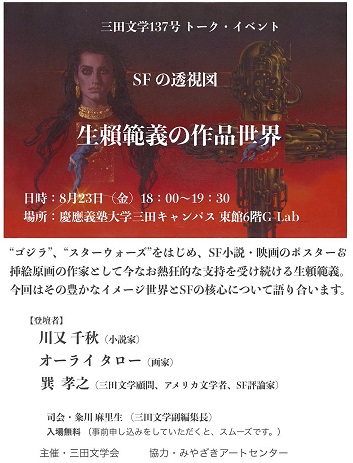 三田文学137号 トーク・イベント
SFの透視図
生賴範義の作品世界
日時：8月23日（金）18：00〜19：30
場所：慶應義塾大学三田キャンパス 東館6階G-Lab
“ゴジラ”、“スターウォーズ”をはじめ、SF小説・映画のポスター＆
挿絵原画の作家として今なお熱狂的な支持を受け続ける生賴範義。
今回はその豊かなイメージ世界とSFの核心について語り合います。
【登壇者】
川又 千秋（小説家）
オーライ タロー（画家）
巽 孝之（三田文学顧問、アメリカ文学者、SF評論家）
司会・粂川 麻里生 （三田文学副編集長）
入場無料 （事前申し込みをしていただくと、スムーズです。）
主催・三田文学会 協力・みやざきアートセンター